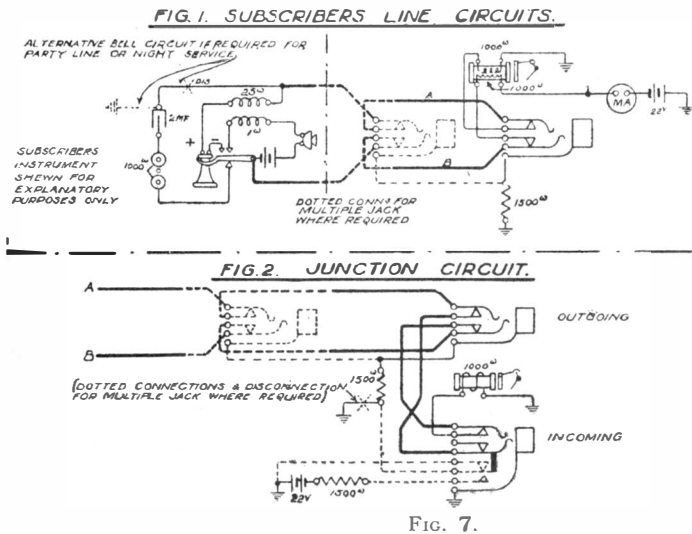 FIG. 1. SUBSCRIBERS LINE CIRCUITS.
ALTERNATIVE BELL CIRCUIT IF REQUIRED FOR
PARTY LINE OR NIGHT SERVICE
DIS
2MF
25ω
1ω
+
-
1000ω
SUBSCRIBERS
INSTRUMENT
SHEWN FOR
EXPLANATORY
PURPOSES ONLY
DOTTED CONNS FOR
MULTIPLE JACK
WHERE REQUIRED
A
B
1000ω
1000ω
MA
22V
1500ω
FIG. 2. JUNCTION CIRCUIT.
A
B
OUTGOING
(DOTTED CONNECTIONS & DISCONNECTION
FOR MULTIPLE JACK WHERE REQUIRED)
1500ω
1000ω
INCOMING
22V
1500ω
FIG. 7.